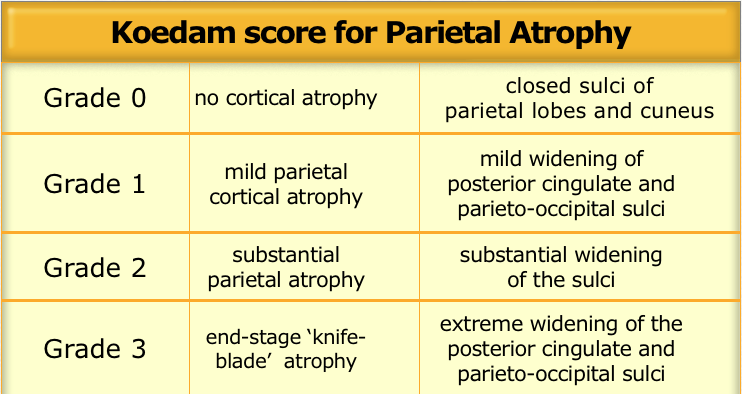 Koedam score for Parietal Atrophy
Grade 0
no cortical atrophy
closed sulci of
parietal lobes and cuneus
Grade 1
mild parietal
cortical atrophy
mild widening of
posterior cingulate and
parieto-occipital sulci
Grade 2
substantial
parietal atrophy
substantial widening
of the sulci
Grade 3
end-stage ‘knife-
blade’ atrophy
extreme widening of the
posterior cingulate and
parieto-occipital sulci